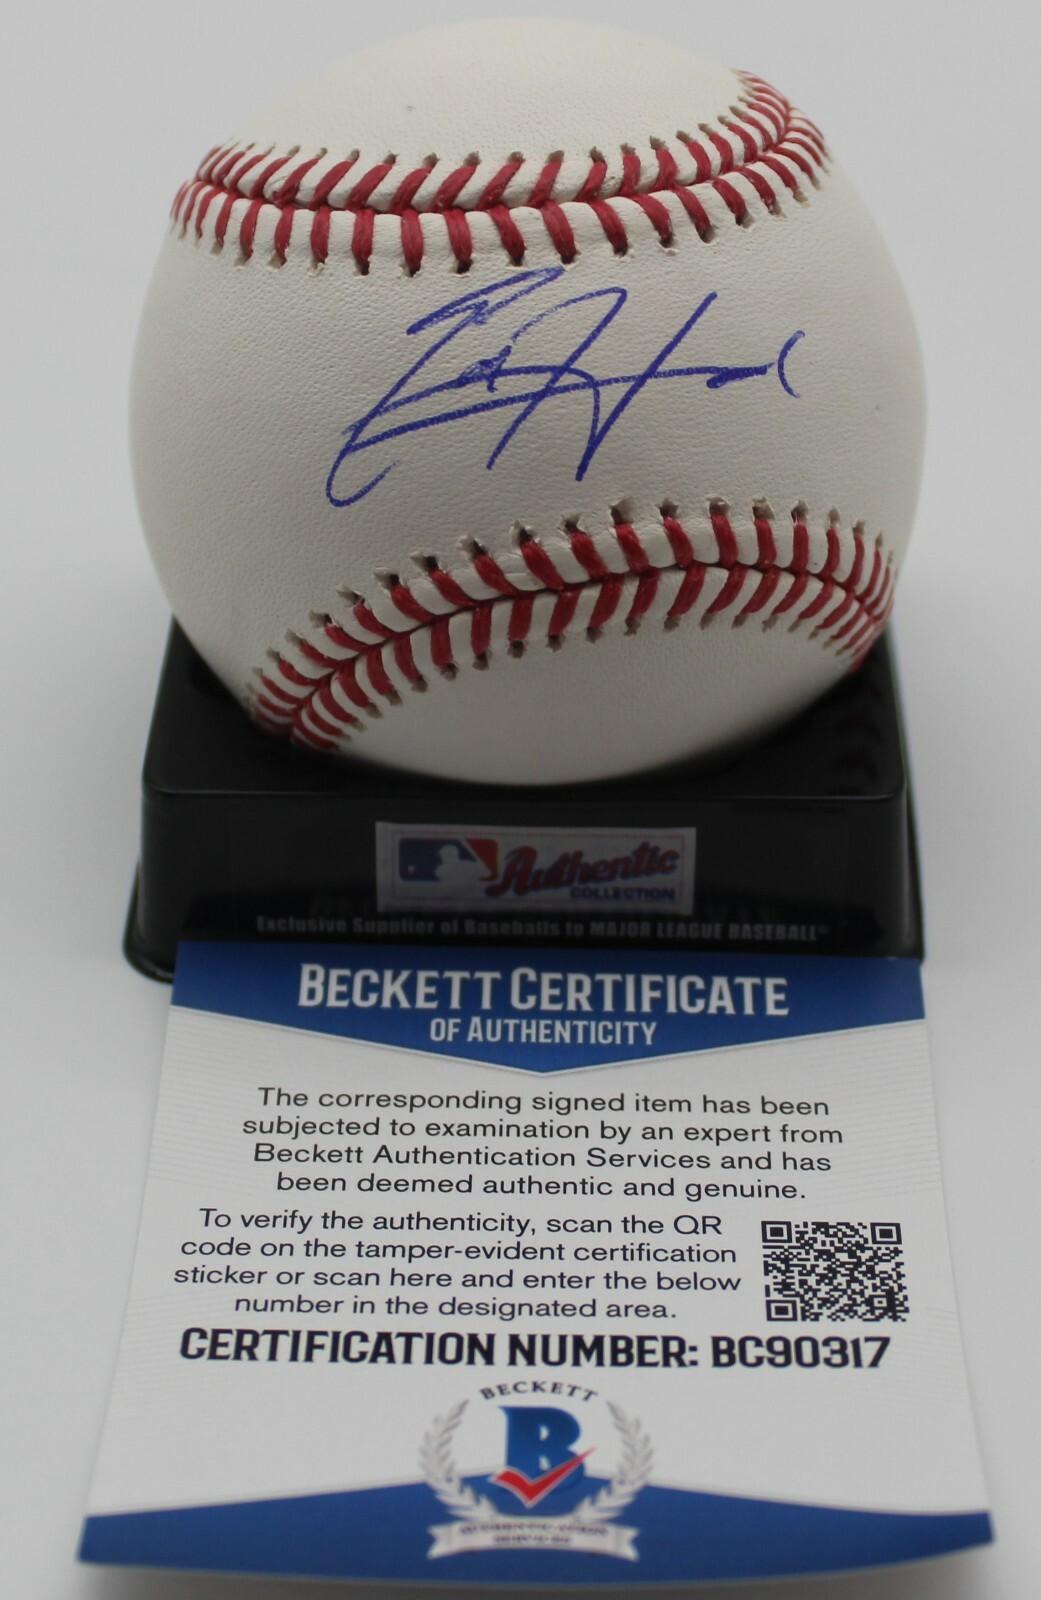 Authentic
COLLECTION
Exclusive Supplier of Baseballs to MAJOR LEAGUE BASEBALL®
BECKETT CERTIFICATE
OF AUTHENTICITY
The corresponding signed item has been
subjected to examination by an expert from
Beckett Authentication Services and has
been deemed authentic and genuine.
To verify the authenticity, scan the QR
code on the tamper-evident certification
sticker or scan here and enter the below
number in the designated area.
CERTIFICATION NUMBER: BC90317
BECKETT
B
AUTHENTICATION
SERVICES